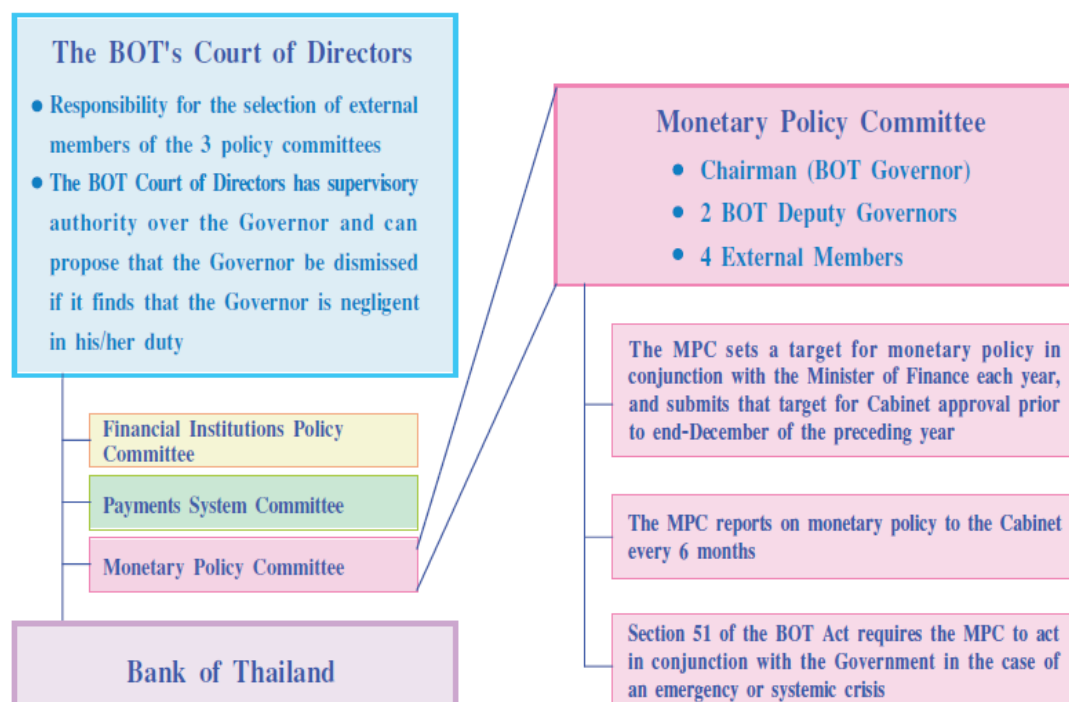 The BOT's Court of Directors
● Responsibility for the selection of external
members of the 3 policy committees
● The BOT Court of Directors has supervisory
authority over the Governor and can
propose that the Governor be dismissed
if it finds that the Governor is negligent
in his/her duty
Financial Institutions Policy
Committee
Payments System Committee
Monetary Policy Committee
Bank of Thailand
Monetary Policy Committee
● Chairman (BOT Governor)
● 2 BOT Deputy Governors
● 4 External Members
The MPC sets a target for monetary policy in
conjunction with the Minister of Finance each year,
and submits that target for Cabinet approval prior
to end-December of the preceding year
The MPC reports on monetary policy to the Cabinet
every 6 months
Section 51 of the BOT Act requires the MPC to act
in conjunction with the Government in the case of
an emergency or systemic crisis